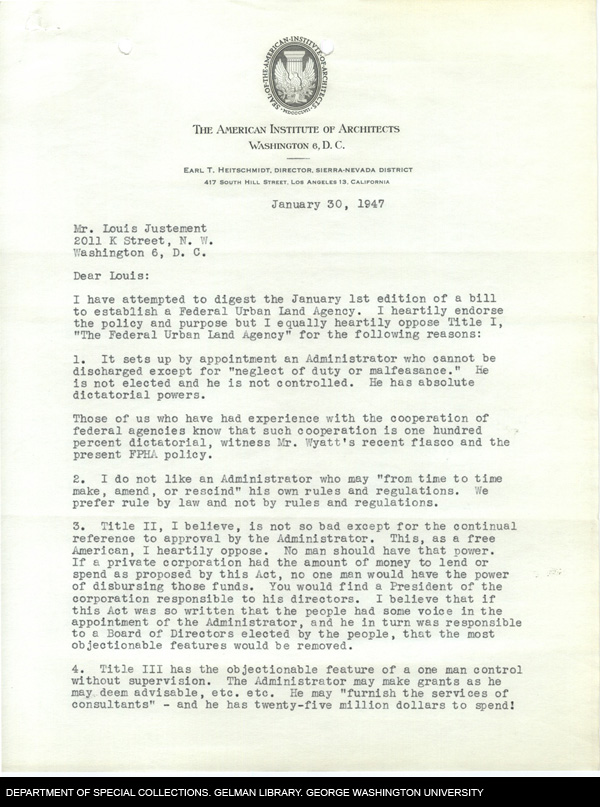 SEAL·OF·THE·AMERICAN·INSTITUTE·OF·ARCHITECTS
MDCCCLVII
THE AMERICAN INSTITUTE OF ARCHITECTS
WASHINGTON 6, D. C.
EARL T. HEITSCHMIDT, DIRECTOR, SIERRA-NEVADA DISTRICT
417 SOUTH HILL STREET, LOS ANGELES 13, CALIFORNIA
January 30, 1947
Mr. Louis Justement
2011 K Street, N. W.
Washington 6, D. C.
Dear Louis:
I have attempted to digest the January 1st edition of a bill
to establish a Federal Urban Land Agency. I heartily endorse
the policy and purpose but I equally heartily oppose Title I,
"The Federal Urban Land Agency" for the following reasons:
1. It sets up by appointment an Administrator who cannot be
discharged except for "neglect of duty or malfeasance." He
is not elected and he is not controlled. He has absolute
dictatorial powers.
Those of us who have had experience with the cooperation of
federal agencies know that such cooperation is one hundred
percent dictatorial, witness Mr. Wyatt's recent fiasco and the
present FPHA policy.
2. I do not like an Administrator who may "from time to time
make, amend, or rescind" his own rules and regulations. We
prefer rule by law and not by rules and regulations.
3. Title II, I believe, is not so bad except for the continual
reference to approval by the Administrator. This, as a free
American, I heartily oppose. No man should have that power.
If a private corporation had the amount of money to lend or
spend as proposed by this Act, no one man would have the power
of disbursing those funds. You would find a President of the
corporation responsible to his directors. I believe that if
this Act was so written that the people had some voice in the
appointment of the Administrator, and he in turn was responsible
to a Board of Directors elected by the people, that the most
objectionable features would be removed.
4. Title III has the objectionable feature of a one man control
without supervision. The Administrator may make grants as he
may deem advisable, etc. etc. He may "furnish the services of
consultants" - and he has twenty-five million dollars to spend!
DEPARTMENT OF SPECIAL COLLECTIONS. GELMAN LIBRARY. GEORGE WASHINGTON UNIVERSITY